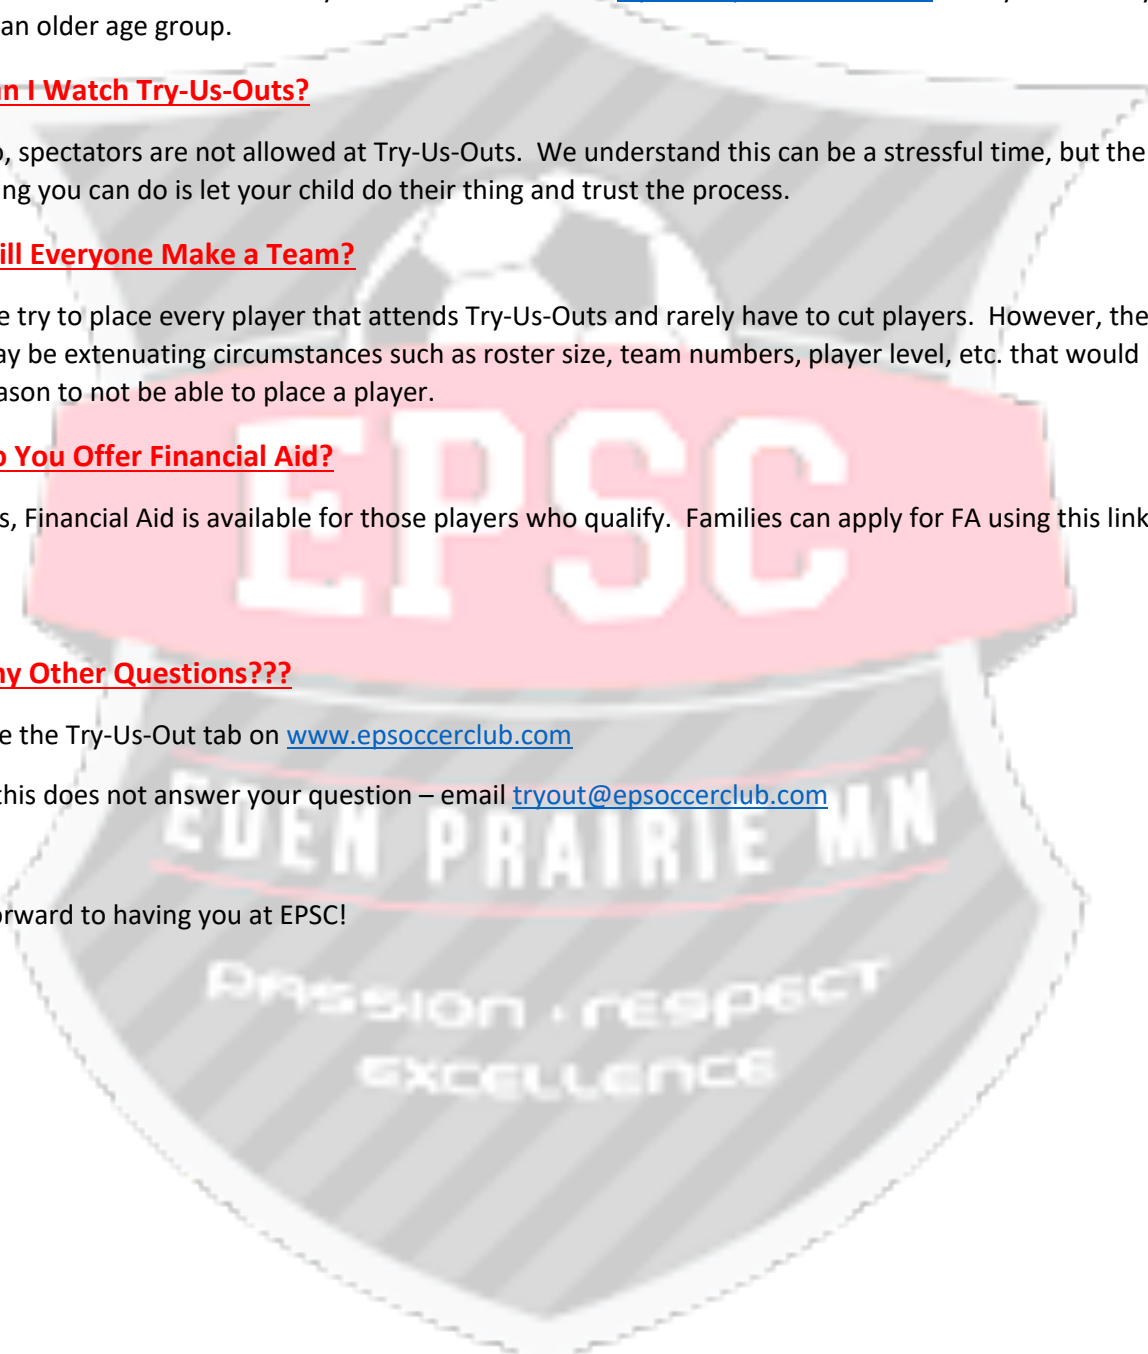 an older age group.
n I Watch Try-Us-Outs?
, spectators are not allowed at Try-Us-Outs.  We understand this can be a stressful time, but the
ng you can do is let your child do their thing and trust the process.
ill Everyone Make a Team?
e try to place every player that attends Try-Us-Outs and rarely have to cut players.  However, the
ay be extenuating circumstances such as roster size, team numbers, player level, etc. that would
ason to not be able to place a player.
o You Offer Financial Aid?
s, Financial Aid is available for those players who qualify.  Families can apply for FA using this link
EPSC
ny Other Questions???
e the Try-Us-Out tab on www.epsoccerclub.com
this does not answer your question – email tryout@epsoccerclub.com
EDEN PRAIRIE MN
orward to having you at EPSC!
PASSION · RESPECT
EXCELLENCE